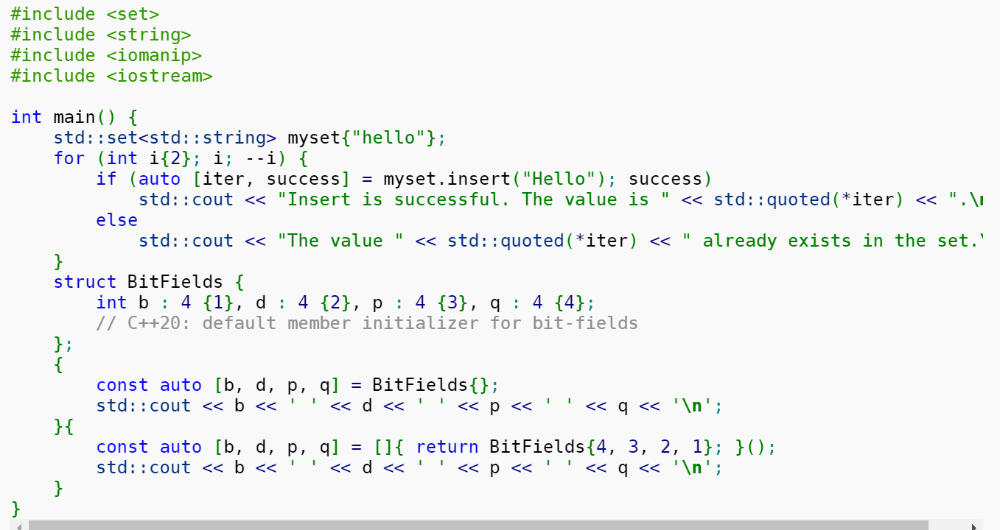 #include <set>
#include <string>
#include <iomanip>
#include <iostream>

int main() {
    std::set<std::string> myset{"hello"};
    for (int i{2}; i; --i) {
        if (auto [iter, success] = myset.insert("Hello"); success)
            std::cout << "Insert is successful. The value is " << std::quoted(*iter) << ".\
        else
            std::cout << "The value " << std::quoted(*iter) << " already exists in the set.\
    }
    struct BitFields {
        int b : 4 {1}, d : 4 {2}, p : 4 {3}, q : 4 {4};
        // C++20: default member initializer for bit-fields
    };
    {
        const auto [b, d, p, q] = BitFields{};
        std::cout << b << ' ' << d << ' ' << p << ' ' << q << '\n';
    }{
        const auto [b, d, p, q] = []{ return BitFields{4, 3, 2, 1}; }();
        std::cout << b << ' ' << d << ' ' << p << ' ' << q << '\n';
    }
}